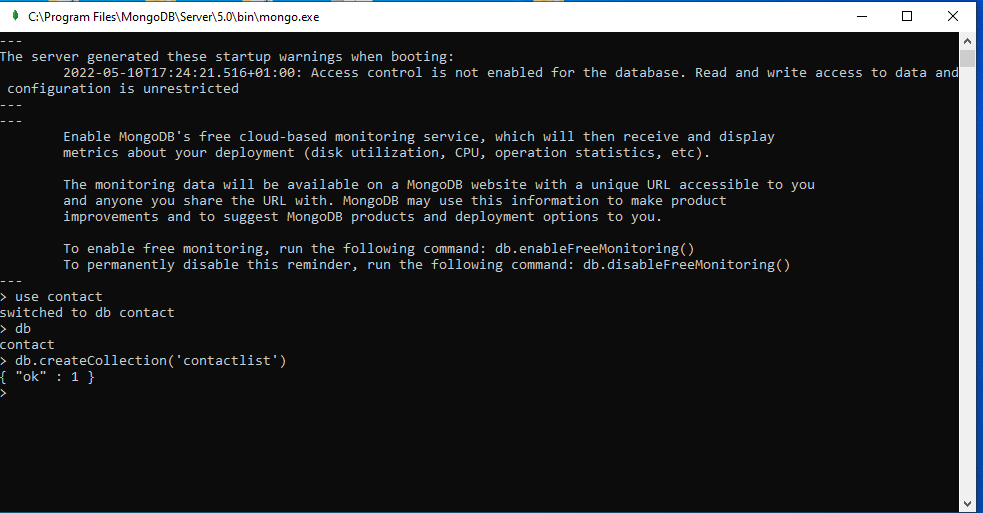 C:\Program Files\MongoDB\Server\5.0\bin\mongo.exe
---
The server generated these startup warnings when booting:
        2022-05-10T17:24:21.516+01:00: Access control is not enabled for the database. Read and write access to data and
 configuration is unrestricted
---
---
        Enable MongoDB's free cloud-based monitoring service, which will then receive and display
        metrics about your deployment (disk utilization, CPU, operation statistics, etc).

        The monitoring data will be available on a MongoDB website with a unique URL accessible to you
        and anyone you share the URL with. MongoDB may use this information to make product
        improvements and to suggest MongoDB products and deployment options to you.

        To enable free monitoring, run the following command: db.enableFreeMonitoring()
        To permanently disable this reminder, run the following command: db.disableFreeMonitoring()
---
> use contact
switched to db contact
> db
contact
> db.createCollection('contactlist')
{ "ok" : 1 }
>